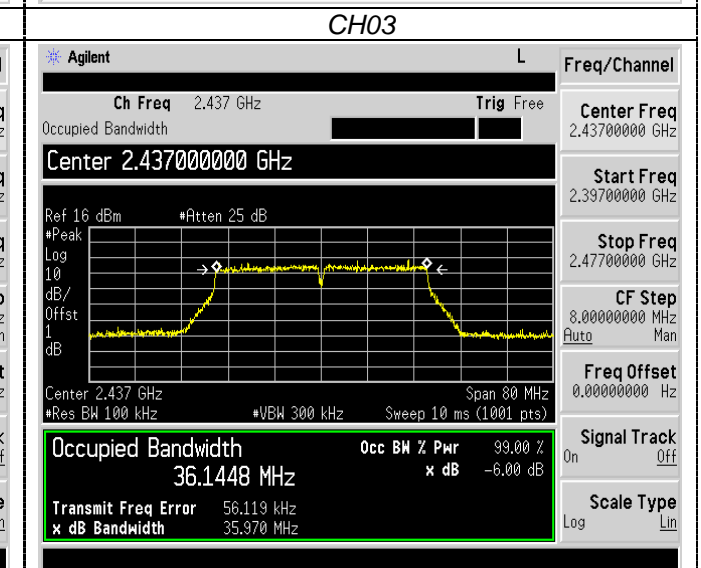 CH03
Agilent
L
Freq/Channel
Ch Freq 2.437 GHz Trig Free
Occupied Bandwidth
Center 2.437000000 GHz
Center Freq
2.43700000 GHz
Start Freq
2.39700000 GHz
Stop Freq
2.47700000 GHz
CF Step
8.00000000 MHz
Auto Man
Freq Offset
0.00000000 Hz
Signal Track
On Off
Scale Type
Log Lin
Ref 16 dBm #Atten 25 dB
#Peak
Log
10
dB/
Offst
1
dB
Center 2.437 GHz Span 80 MHz
#Res BW 100 kHz #VBW 300 kHz Sweep 10 ms (1001 pts)
Occupied Bandwidth
36.1448 MHz
Occ BW % Pwr 99.00 %
x dB -6.00 dB
Transmit Freq Error 56.119 kHz
x dB Bandwidth 35.970 MHz